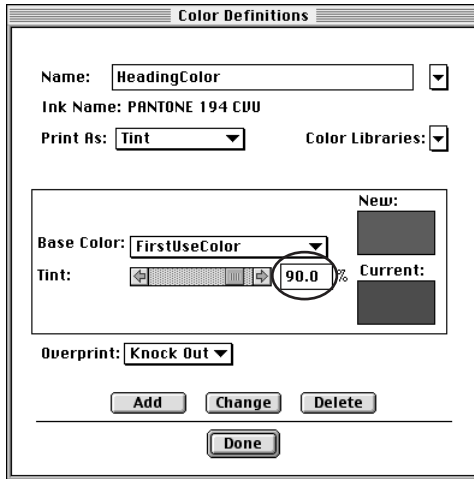 Color Definitions
Name: HeadingColor
Ink Name: PANTONE 194 CVU
Print As: Tint Color Libraries:
New:
Base Color: FirstUseColor
Tint: 90.0 % Current:
Overprint: Knock Out
Add Change Delete
Done